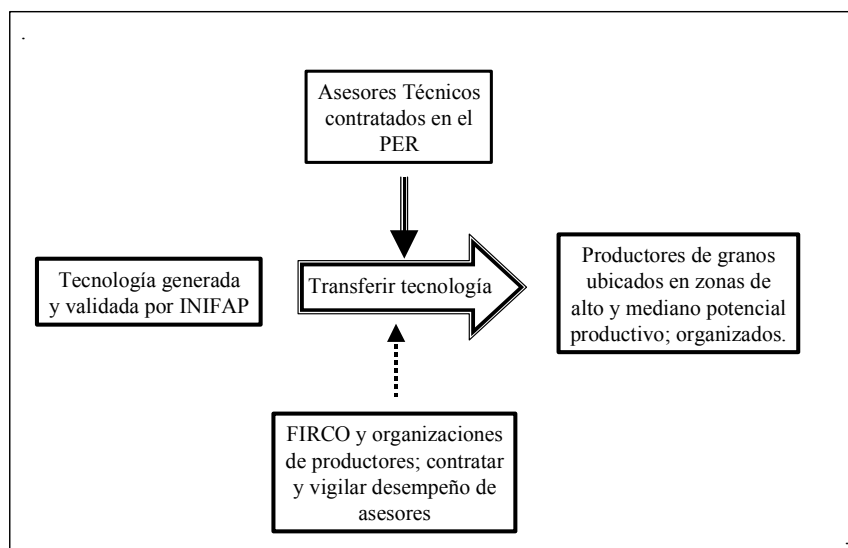 Asesores Técnicos
contratados en el
PER
Tecnología generada
y validada por INIFAP
Transferir tecnología
Productores de granos
ubicados en zonas de
alto y mediano potencial
productivo; organizados.
FIRCO y organizaciones
de productores; contratar
y vigilar desempeño de
asesores